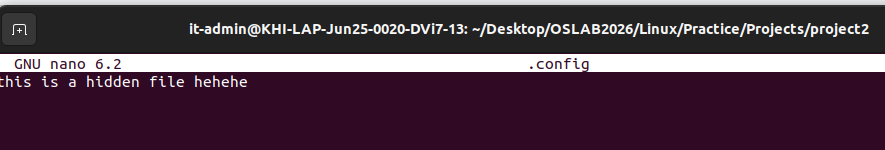 it-admin@KHI-LAP-Jun25-0020-DVi7-13: ~/Desktop/OSLAB2026/Linux/Practice/Projects/project2
GNU nano 6.2 .config
this is a hidden file hehehe